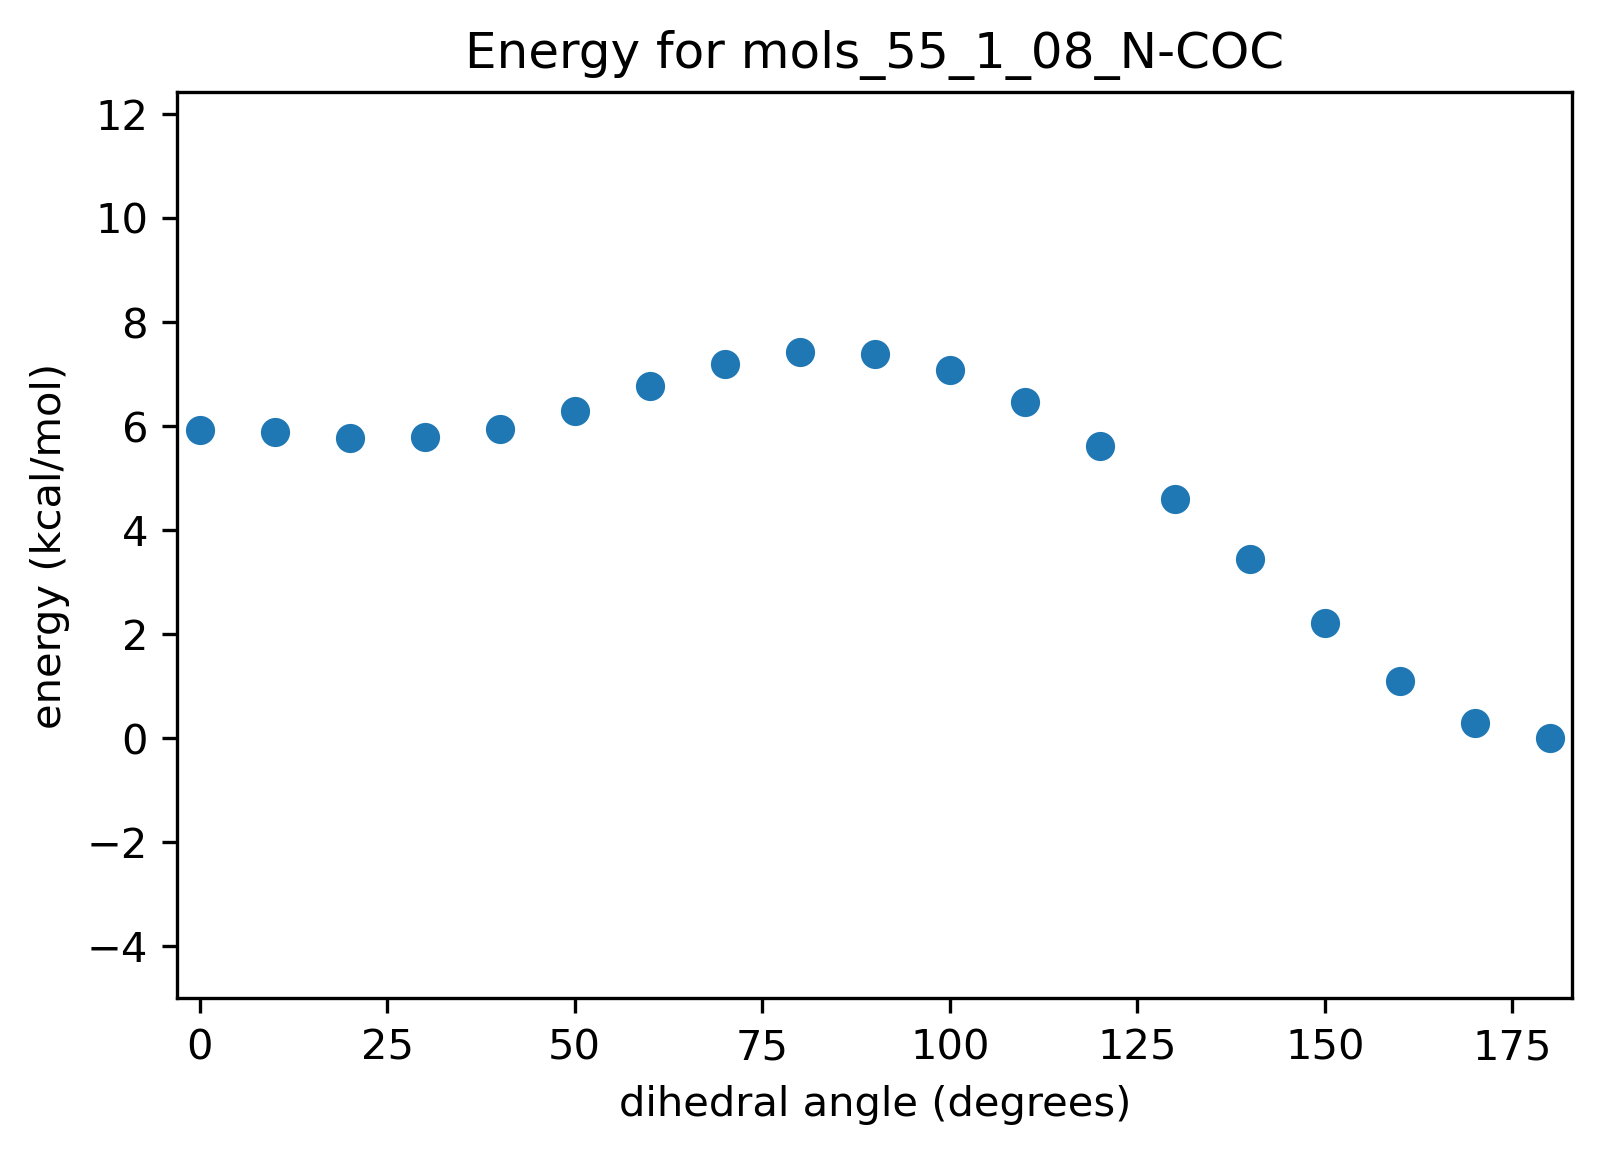 Energy for mols_55_1_08_N-COC
12
10
8
6
4
2
0
−2
−4
energy (kcal/mol)
0 25 50 75 100 125 150 175
dihedral angle (degrees)